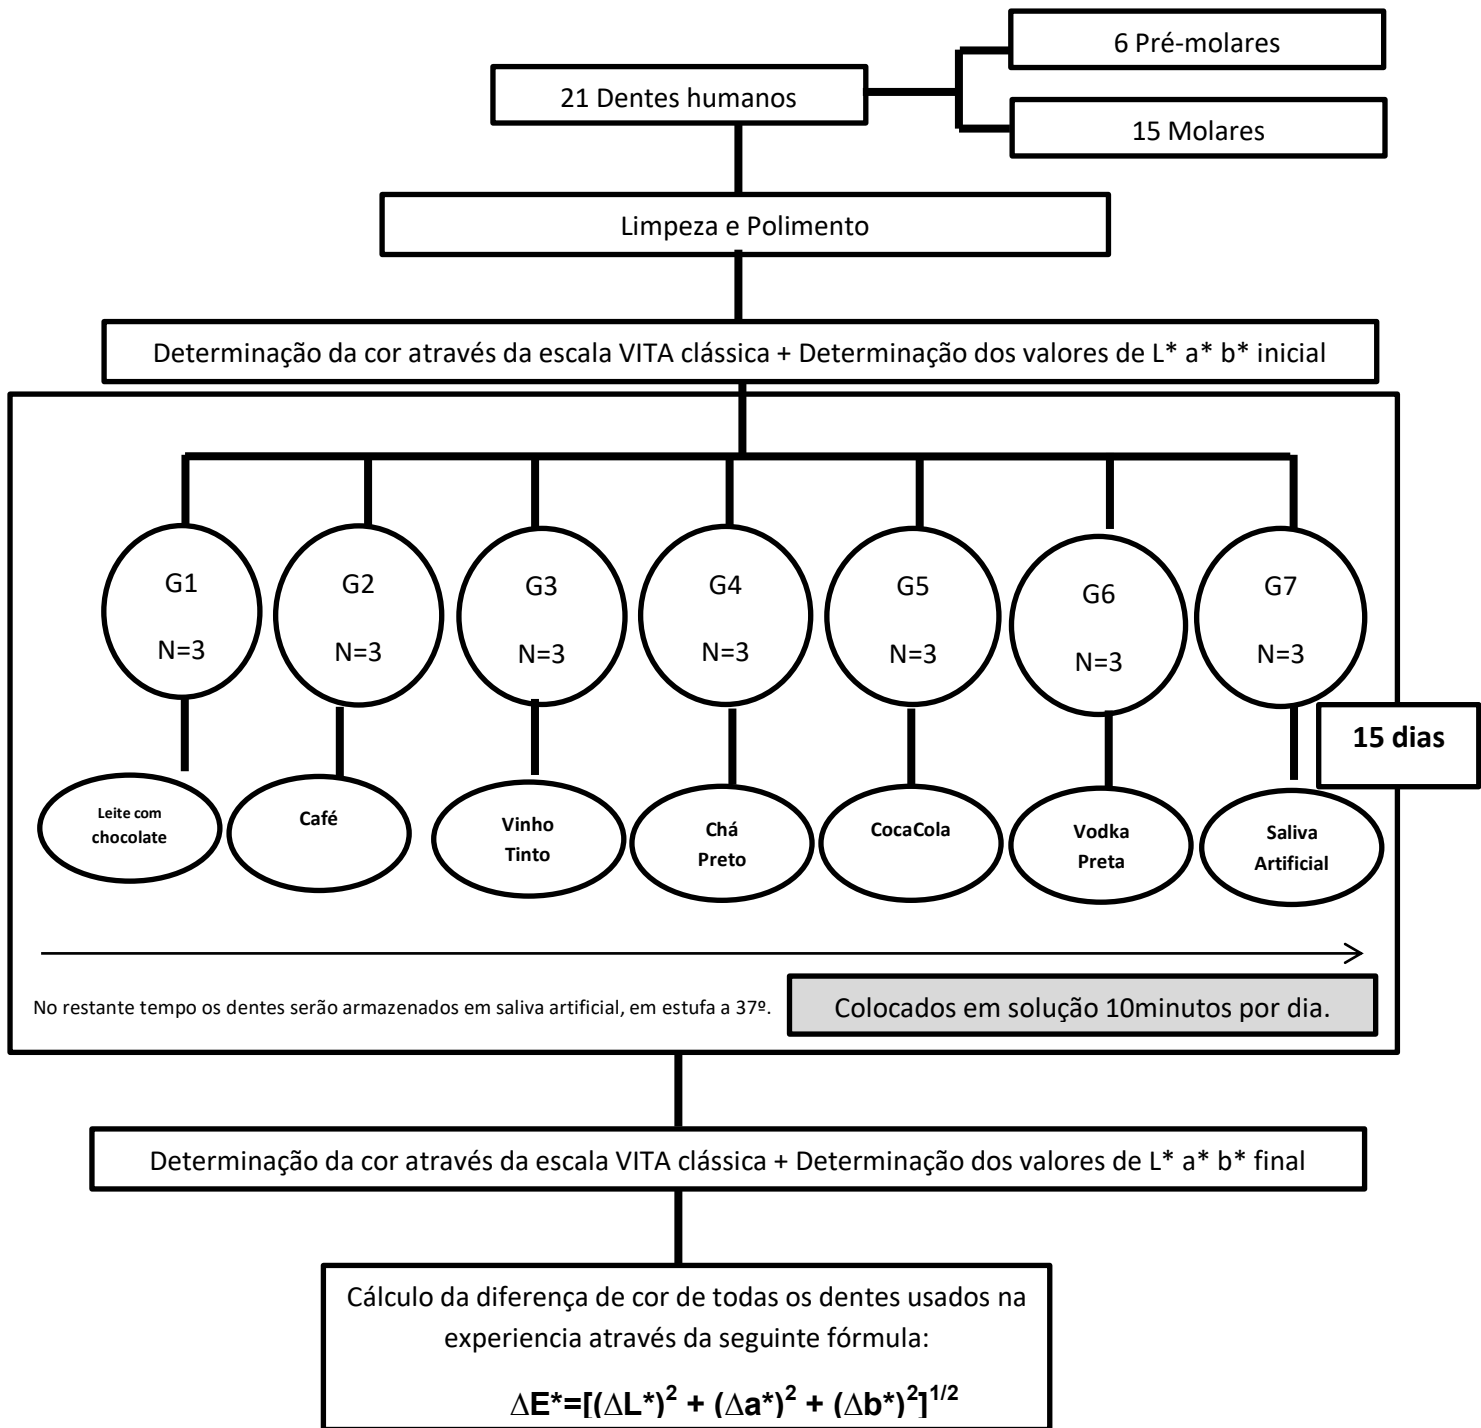 6 Pré-molares
21 Dentes humanos
15 Molares
Limpeza e Polimento
Determinação da cor através da escala VITA clássica + Determinação dos valores de L* a* b* inicial
G1
N=3
G2
N=3
G3
N=3
G4
N=3
G5
N=3
G6
N=3
G7
N=3
15 dias
Leite com
chocolate
Café
Vinho
Tinto
Chá
Preto
CocaCola
Vodka
Preta
Saliva
Artificial
No restante tempo os dentes serão armazenados em saliva artificial, em estufa a 37º.
Colocados em solução 10minutos por dia.
Determinação da cor através da escala VITA clássica + Determinação dos valores de L* a* b* final
Cálculo da diferença de cor de todas os dentes usados na
experiencia através da seguinte fórmula:
∆E*=[(∆L*)² + (∆a*)² + (∆b*)²]¹/²